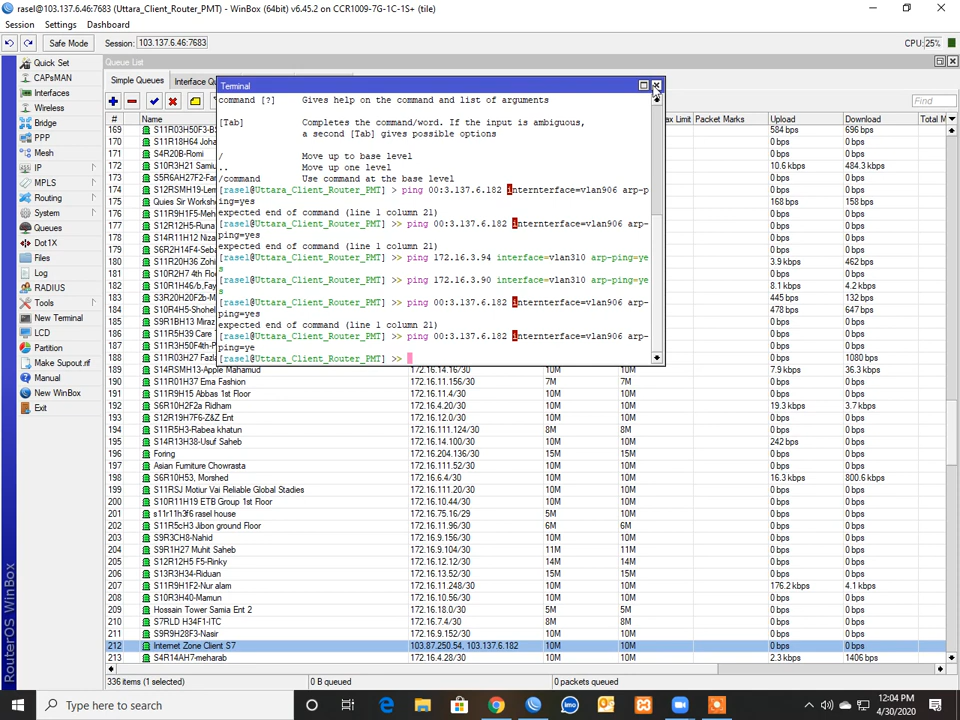 rasel@103.137.6.46:7683 (Uttara_Client_Router_PMT) - WinBox (64bit) v6.45.2 on CCR1009-7G-1C-1S+ (tile)
Session Settings Dashboard
Safe Mode Session: 103.137.6.46:7683 CPU: 25%
Quick Set
CAPsMAN
Interfaces
Wireless
Bridge
PPP
Mesh
IP
MPLS
Routing
System
Queues
Dot1X
Files
Log
RADIUS
Tools
New Terminal
LCD
Partition
Make Supout.rif
Manual
New WinBox
Exit
RouterOS WinBox
Queue List
Simple Queues Interface Qu
Find
Terminal
command [?] Gives help on the command and list of arguments
[Tab] Completes the command/word. If the input is ambiguous,
a second [Tab] gives possible options
/ Move up to base level
.. Move up one level
/command Use command at the base level
[rasel@Uttara_Client_Router_PMT] > ping 00:3.137.6.182 internterface=vlan906 arp-p
ing=yes
expected end of command (line 1 column 21)
[rasel@Uttara_Client_Router_PMT] >> ping 00:3.137.6.182 internterface=vlan906 arp-
ping=yes
expected end of command (line 1 column 21)
[rasel@Uttara_Client_Router_PMT] >> ping 172.16.3.94 interface=vlan310 arp-ping=ye
s
[rasel@Uttara_Client_Router_PMT] >> ping 172.16.3.90 interface=vlan310 arp-ping=ye
s
[rasel@Uttara_Client_Router_PMT] >> ping 00:3.137.6.182 internterface=vlan906 arp-
ping=yes
expected end of command (line 1 column 21)
[rasel@Uttara_Client_Router_PMT] >> ping 00:3.137.6.182 internterface=vlan906 arp-
ping=ye
[rasel@Uttara_Client_Router_PMT] >>
# Name ax Limit Packet Marks Upload Download Total M
169 S11R03H50F3-B 584 bps 696 bps
170 S11R18H64 Joha 0 bps 0 bps
171 S4R20B-Romi 0 bps 0 bps
172 S10R3H21 Samiu 10.6 kbps 484.3 kbps
173 S5R6AH27F2-Far 0 bps 0 bps
174 S12RSMH19-Lem 0 bps 0 bps
175 Quies Sir Worksho 168 bps 158 bps
176 S11R9H1F5-Meh 0 bps 0 bps
177 S12R12H5-Runa 0 bps 0 bps
178 S14R11H12 Niza 0 bps 0 bps
179 S6R2H14F4-Seba 0 bps 0 bps
180 S11R20H36 Zohi 3.9 kbps 462 bps
181 S10R2H7 4th Floo 0 bps 0 bps
182 S10R1H46/b,Fay 8.1 kbps 4.2 kbps
183 S3R20H20F2 Ron 445 bps 132 bps
184 S10R4H5-Shohe 478 bps 647 bps
185 S9R1BH13 Miraz 0 bps 0 bps
186 S11R5H39 Care 0 bps 0 bps
187 S11R3H50F4th-P 0 bps 0 bps
188 S11R03H27 Fazla 0 bps 1080 bps
189 S14RSMH13-Apple Mahamud 172.16.14.16/30 10M 10M 7.9 kbps 36.3 kbps
190 S11R01H37 Ema Fashion 172.16.11.156/30 7M 7M 0 bps 0 bps
191 S11R9H15 Abbas 1st Floor 172.16.11.4/30 10M 10M 0 bps 0 bps
192 S6R10H2F2a Ridham 172.16.4.20/30 10M 10M 19.3 kbps 3.7 kbps
193 S12R19H7F6-Z&Z Ent 172.16.12.0/30 10M 10M 0 bps 0 bps
194 S11R5H3-Rabea khatun 172.16.111.124/30 8M 8M 0 bps 0 bps
195 S14R13H38-Usuf Saheb 172.16.14.100/30 10M 10M 242 bps 0 bps
196 Foring 172.16.204.136/30 15M 15M 0 bps 0 bps
197 Asian Furniture Chowrasta 172.16.111.52/30 10M 10M 0 bps 0 bps
198 S6R10H53, Morshed 172.16.6.4/30 10M 10M 16.3 kbps 800.6 kbps
199 S11RSJ Motiur Vai Reliable Global Stadies 172.16.111.20/30 10M 10M 0 bps 0 bps
200 S10R11H19 ETB Group 1st Floor 172.16.10.44/30 10M 10M 0 bps 0 bps
201 s11r11h3f6 rasel house 172.16.75.16/29 5M 10M 0 bps 0 bps
202 S11R5cH3 Jibon ground Floor 172.16.11.96/30 6M 6M 0 bps 0 bps
203 S9R3CH8-Nahid 172.16.9.156/30 10M 10M 0 bps 0 bps
204 S9R1H27 Muhit Saheb 172.16.9.104/30 11M 11M 0 bps 0 bps
205 S12R12H5 F5-Rinky 172.16.12.12/30 14M 14M 0 bps 0 bps
206 S13R3H34-Riduan 172.16.13.52/30 15M 15M 0 bps 0 bps
207 S11R9H1F2-Nur alam 172.16.11.248/30 10M 10M 176.2 kbps 4.1 kbps
208 S10R3H40-Mamun 172.16.10.56/30 10M 10M 0 bps 0 bps
209 Hossain Tower Samia Ent 2 172.16.18.0/30 5M 5M 0 bps 0 bps
210 S7RLD H34F1-ITC 172.16.7.4/30 8M 8M 0 bps 0 bps
211 S9R9H28F3-Nasir 172.16.9.152/30 10M 10M 0 bps 0 bps
212 Internet Zone Client S7 103.87.250.54, 103.137.6.182 10M 10M 0 bps 0 bps
213 S4R14AH7-meharab 172.16.4.28/30 10M 10M 2.3 kbps 1406 bps
336 items (1 selected) 0 B queued 0 packets queued
Type here to search
12:04 PM
4/30/2020